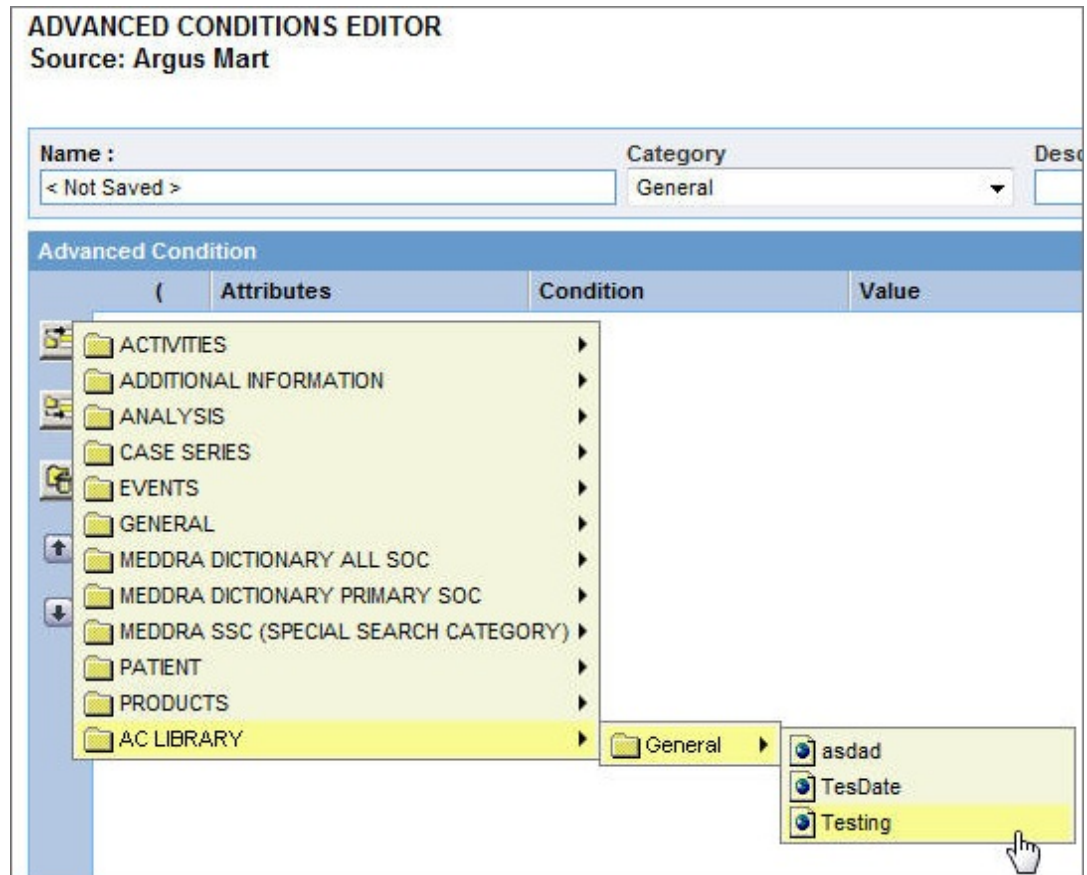 ADVANCED CONDITIONS EDITOR
Source: Argus Mart
Name : Category Desc
< Not Saved > General
Advanced Condition
( Attributes Condition Value
ACTIVITIES
ADDITIONAL INFORMATION
ANALYSIS
CASE SERIES
EVENTS
GENERAL
MEDDRA DICTIONARY ALL SOC
MEDDRA DICTIONARY PRIMARY SOC
MEDDRA SSC (SPECIAL SEARCH CATEGORY)
PATIENT
PRODUCTS
AC LIBRARY
General
asdad
TesDate
Testing